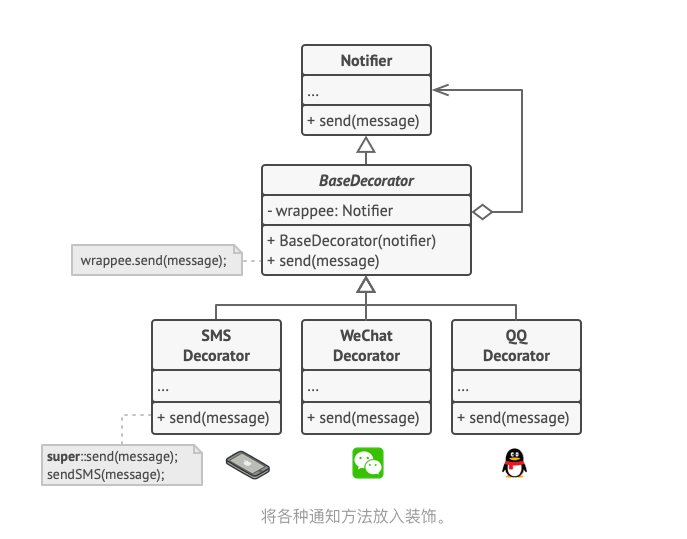 Notifier
...
+ send(message)
BaseDecorator
- wrappee: Notifier
+ BaseDecorator(notifier)
+ send(message)
wrappee.send(message);
SMS
Decorator
...
+ send(message)
WeChat
Decorator
...
+ send(message)
QQ
Decorator
...
+ send(message)
super::send(message);
sendSMS(message);
将各种通知方法放入装饰。